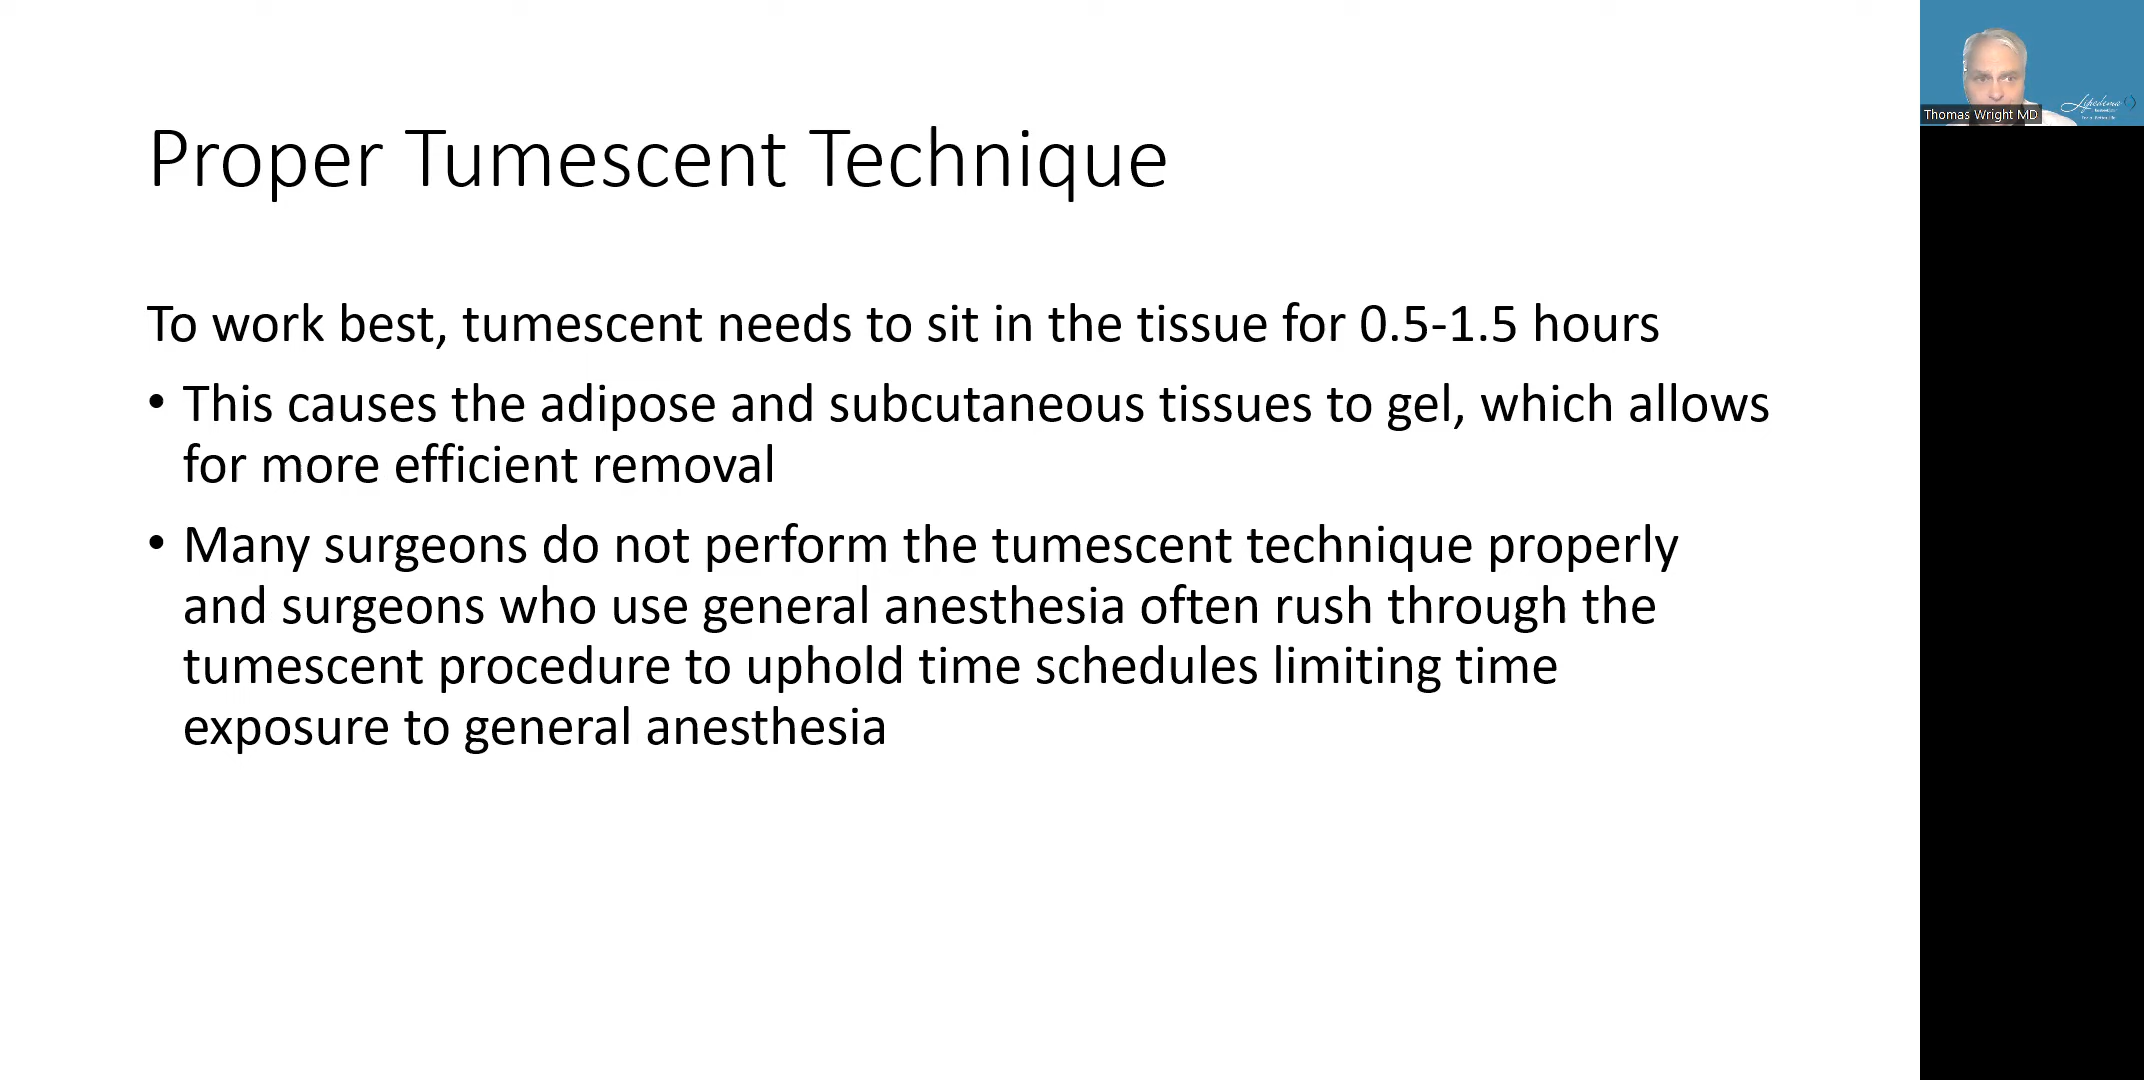 Proper Tumescent Technique
To work best, tumescent needs to sit in the tissue for 0.5-1.5 hours
• This causes the adipose and subcutaneous tissues to gel, which allows
for more efficient removal
• Many surgeons do not perform the tumescent technique properly
and surgeons who use general anesthesia often rush through the
tumescent procedure to uphold time schedules limiting time
exposure to general anesthesia
Thomas Wright MD
Lipedema